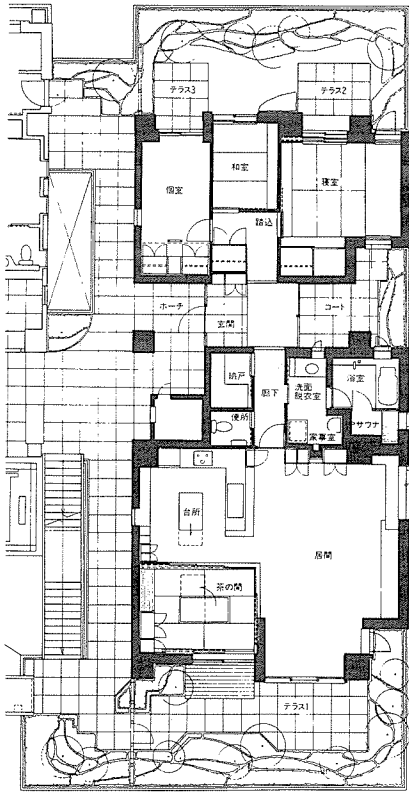 テラス3
テラス2
和室
個室
寝室
踏込
ポーチ
玄関
コート
納戸
廊下
洗面
脱衣室
浴室
便所
家事室
サウナ
台所
居間
茶の間
テラス1